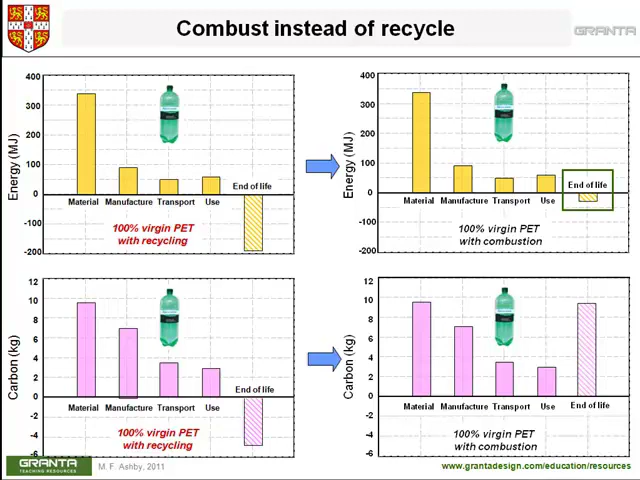 Combust instead of recycle
GRANTA
400
300
200
100
0
-100
-200
Energy (MJ)
Material Manufacture Transport Use End of life
100% virgin PET
with recycling
400
300
200
100
0
-100
-200
Energy (MJ)
Material Manufacture Transport Use End of life
100% virgin PET
with combustion
12
10
8
6
4
2
0
-2
-4
-6
Carbon (kg)
Material Manufacture Transport Use End of life
100% virgin PET
with recycling
12
10
8
6
4
2
0
-2
-4
-6
Carbon (kg)
Material Manufacture Transport Use End of life
100% virgin PET
with combustion
GRANTA
TEACHING RESOURCES
M. F. Ashby, 2011
www.grantadesign.com/education/resources